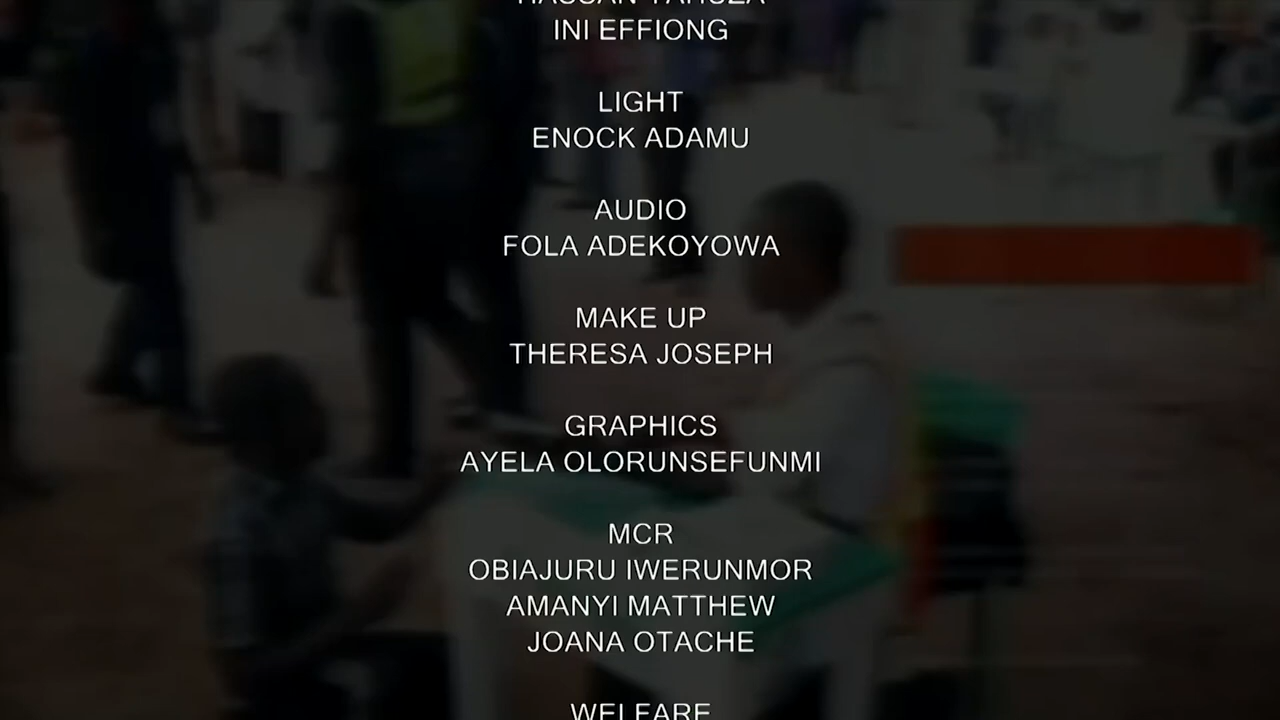 INI EFFIONG
LIGHT
ENOCK ADAMU
AUDIO
FOLA ADEKOYOWA
MAKE UP
THERESA JOSEPH
GRAPHICS
AYELA OLORUNSEFUNMI
MCR
OBIAJURU IWERUNMOR
AMANYI MATTHEW
JOANA OTACHE
WELFARE